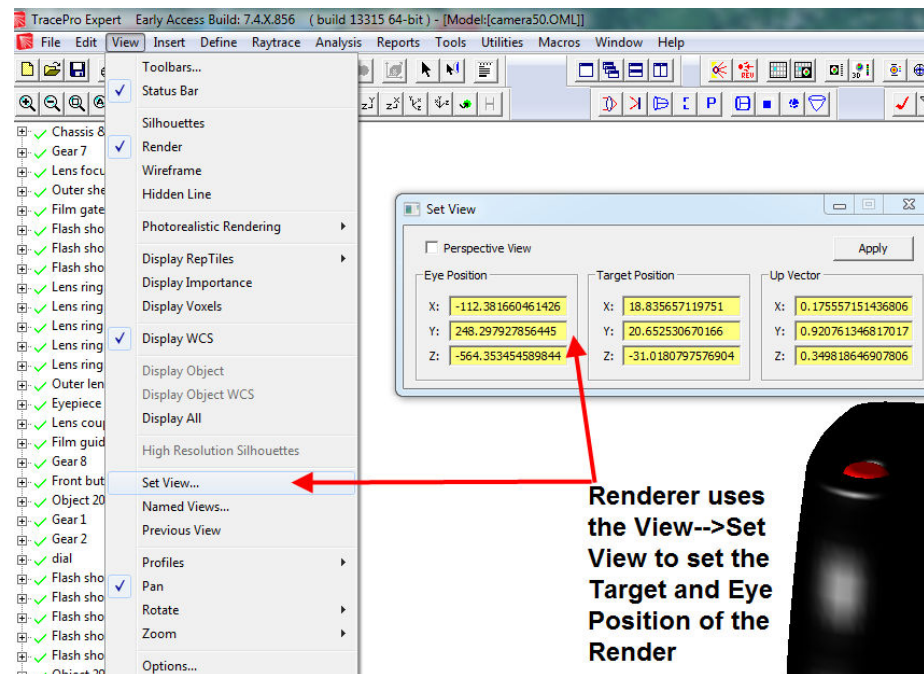 TracePro Expert Early Access Build: 7.4.X.856 ( build 13315 64-bit ) - [Model:[camera50.OML]]
File Edit View Insert Define Raytrace Analysis Reports Tools Utilities Macros Window Help
Toolbars...
Status Bar
Silhouettes
Render
Wireframe
Hidden Line
Photorealistic Rendering
Display RepTiles
Display Importance
Display Voxels
Display WCS
Display Object
Display Object WCS
Display All
High Resolution Silhouettes
Set View...
Named Views...
Previous View
Profiles
Pan
Rotate
Zoom
Options...
Chassis &
Gear 7
Lens focu
Outer she
Film gate
Flash sho
Flash sho
Flash sho
Lens ring
Lens ring
Lens ring
Lens ring
Lens ring
Outer len
Eyepiece
Lens coup
Film guid
Gear 8
Front but
Object 20
Gear 1
Gear 2
dial
Flash sho
Flash sho
Flash sho
Flash sho
Flash sho
Set View
Perspective View
Apply
Eye Position Target Position Up Vector
X: -112.381660461426 X: 18.835657119751 X: 0.175557151436806
Y: 248.297927856445 Y: 20.652530670166 Y: 0.920761346817017
Z: -564.353454589844 Z: -31.0180797576904 Z: 0.349818646907806
Renderer uses
the View-->Set
View to set the
Target and Eye
Position of the
Render